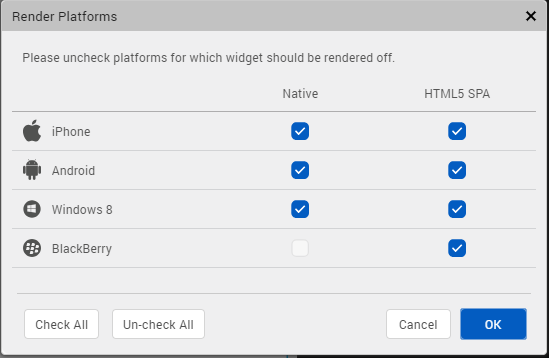 Render Platforms
Please uncheck platforms for which widget should be rendered off.
Native HTML5 SPA
iPhone
Android
Windows 8
BlackBerry
Check All Un-check All Cancel OK